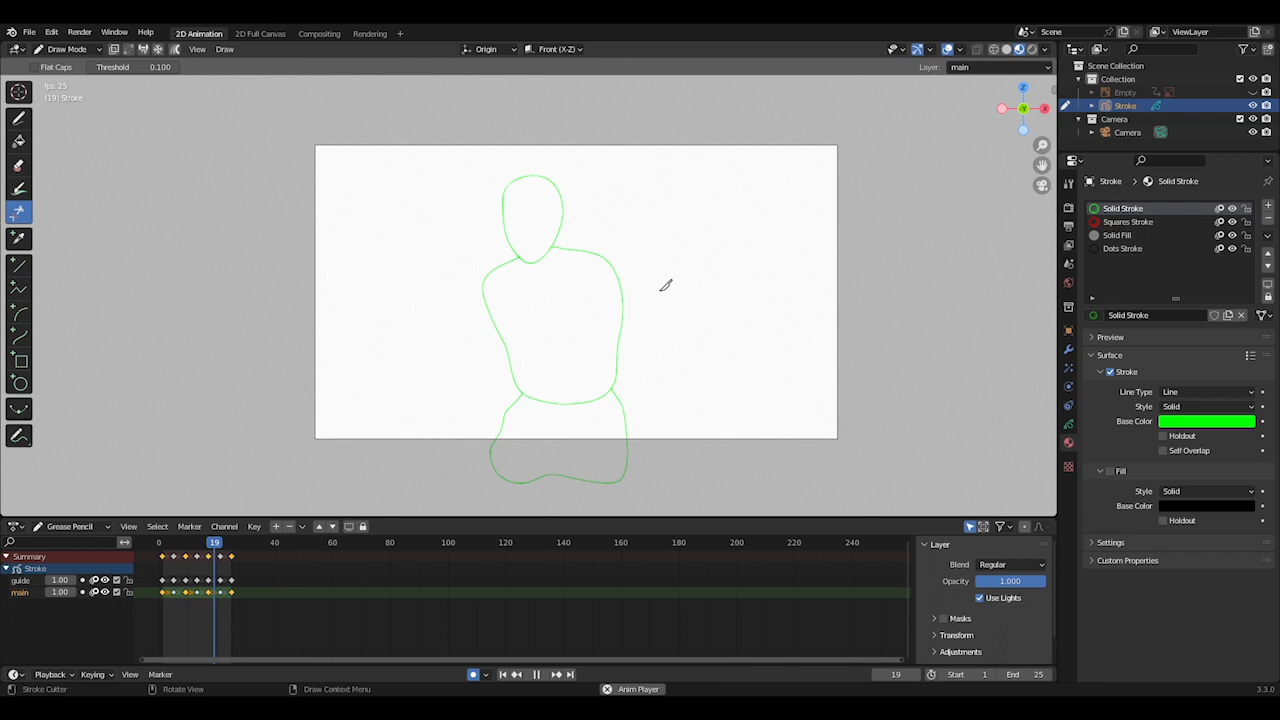 File Edit Render Window Help 2D Animation 2D Full Canvas Compositing Rendering + Scene ViewLayer
Draw Mode View Draw Origin Front (X-Z)
Flat Caps Threshold 0.100 Layer: main
fps: 25
(19) Stroke
Z
Y
X
Scene Collection
Collection
Empty
Stroke
Camera
Camera
Stroke Solid Stroke
Solid Stroke
Squares Stroke
Solid Fill
Dots Stroke
Solid Stroke
Preview
Surface
Stroke
Line Type Line
Style Solid
Base Color
Holdout
Self Overlap
Fill
Style Solid
Base Color
Holdout
Settings
Custom Properties
Grease Pencil View Select Marker Channel Key
0 19 40 60 80 100 120 140 160 180 200 220 240
Summary
Stroke
guide 1.00
main 1.00
Layer
Blend Regular
Opacity 1.000
Use Lights
Masks
Transform
Adjustments
Playback Keying View Marker 19 Start 1 End 25
Stroke Cutter Rotate View Draw Context Menu Anim Player 3.3.0